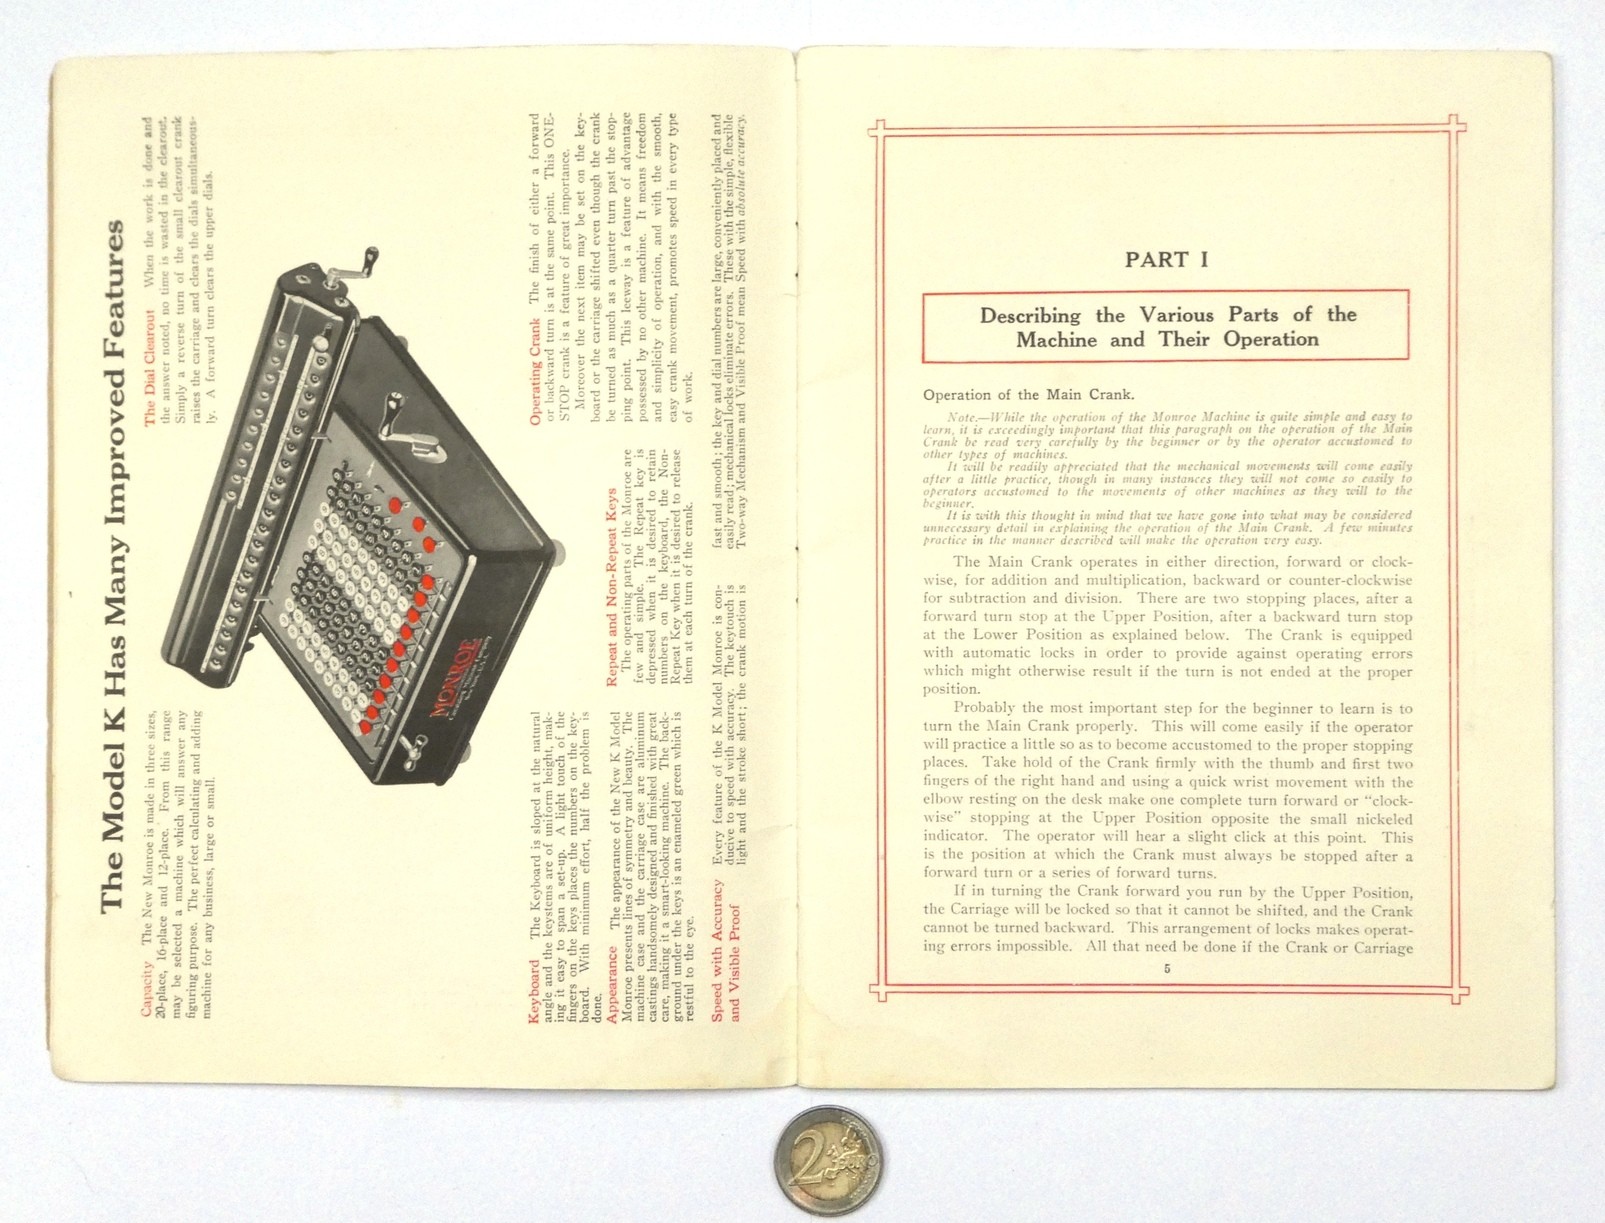 The Model K Has Many Improved Features
Capacity The New Monroe is made in three sizes,
20-place, 16-place and 12-place. From this range
may be selected a machine which will answer any
figuring purpose. The perfect calculating and adding
machine for any business, large or small.
The Dial Clearout When the work is done and
the answer noted, no time is wasted in the clearout.
Simply a reverse turn of the small clearout crank
raises the carriage and clears the dials simultaneous-
ly. A forward turn clears the upper dials.
MONROE
Keyboard The Keyboard is sloped at the natural
angle and the keystems are of uniform height, mak-
ing it easy to span a set-up. A light touch of the
fingers on the keys places the numbers on the key-
board. With minimum effort, half the problem is
done.
Appearance The appearance of the New K Model
Monroe presents lines of symmetry and beauty. The
machine case and the carriage case are aluminum
castings handsomely designed and finished with great
care, making it a smart-looking machine. The back-
ground under the keys is an enameled green which is
restful to the eye.
Repeat and Non-Repeat Keys
The operating parts of the Monroe are
few and simple. The Repeat key is
depressed when it is desired to retain
numbers on the keyboard, the Non-
Repeat Key when it is desired to release
them at each turn of the crank.
Operating Crank The finish of either a forward
or backward turn is at the same point. This ONE-
STOP crank is a feature of great importance.
Moreover the next item may be set on the key-
board or the carriage shifted even though the crank
be turned as much as a quarter turn past the stop-
ping point. This leeway is a feature of advantage
possessed by no other machine. It means freedom
and simplicity of operation, and with the smooth,
easy crank movement, promotes speed in every type
of work.
Speed with Accuracy
and Visible Proof
Every feature of the K Model Monroe is con-
ducive to speed with accuracy. The keytouch is
light and the stroke short; the crank motion is
fast and smooth; the key and dial numbers are large, conveniently placed and
easily read; mechanical locks eliminate errors. These with the simple, flexible
Two-way Mechanism and Visible Proof mean Speed with absolute accuracy.
PART I
Describing the Various Parts of the
Machine and Their Operation
Operation of the Main Crank.
Note.—While the operation of the Monroe Machine is quite simple and easy to
learn, it is exceedingly important that this paragraph on the operation of the Main
Crank be read very carefully by the beginner or by the operator accustomed to
other types of machines.
It will be readily appreciated that the mechanical movements will come easily
after a little practice, though in many instances they will not come so easily to
operators accustomed to the movements of other machines as they will to the
beginner.
It is with this thought in mind that we have gone into what may be considered
unnecessary detail in explaining the operation of the Main Crank. A few minutes
practice in the manner described will make the operation very easy.
The Main Crank operates in either direction, forward or clock-
wise, for addition and multiplication, backward or counter-clockwise
for subtraction and division. There are two stopping places, after a
forward turn stop at the Upper Position, after a backward turn stop
at the Lower Position as explained below. The Crank is equipped
with automatic locks in order to provide against operating errors
which might otherwise result if the turn is not ended at the proper
position.
Probably the most important step for the beginner to learn is to
turn the Main Crank properly. This will come easily if the operator
will practice a little so as to become accustomed to the proper stopping
places. Take hold of the Crank firmly with the thumb and first two
fingers of the right hand and using a quick wrist movement with the
elbow resting on the desk make one complete turn forward or “clock-
wise” stopping at the Upper Position opposite the small nickeled
indicator. The operator will hear a slight click at this point. This
is the position at which the Crank must always be stopped after a
forward turn or a series of forward turns.
If in turning the Crank forward you run by the Upper Position,
the Carriage will be locked so that it cannot be shifted, and the Crank
cannot be turned backward. This arrangement of locks makes operat-
ing errors impossible. All that need be done if the Crank or Carriage
5
2 EURO